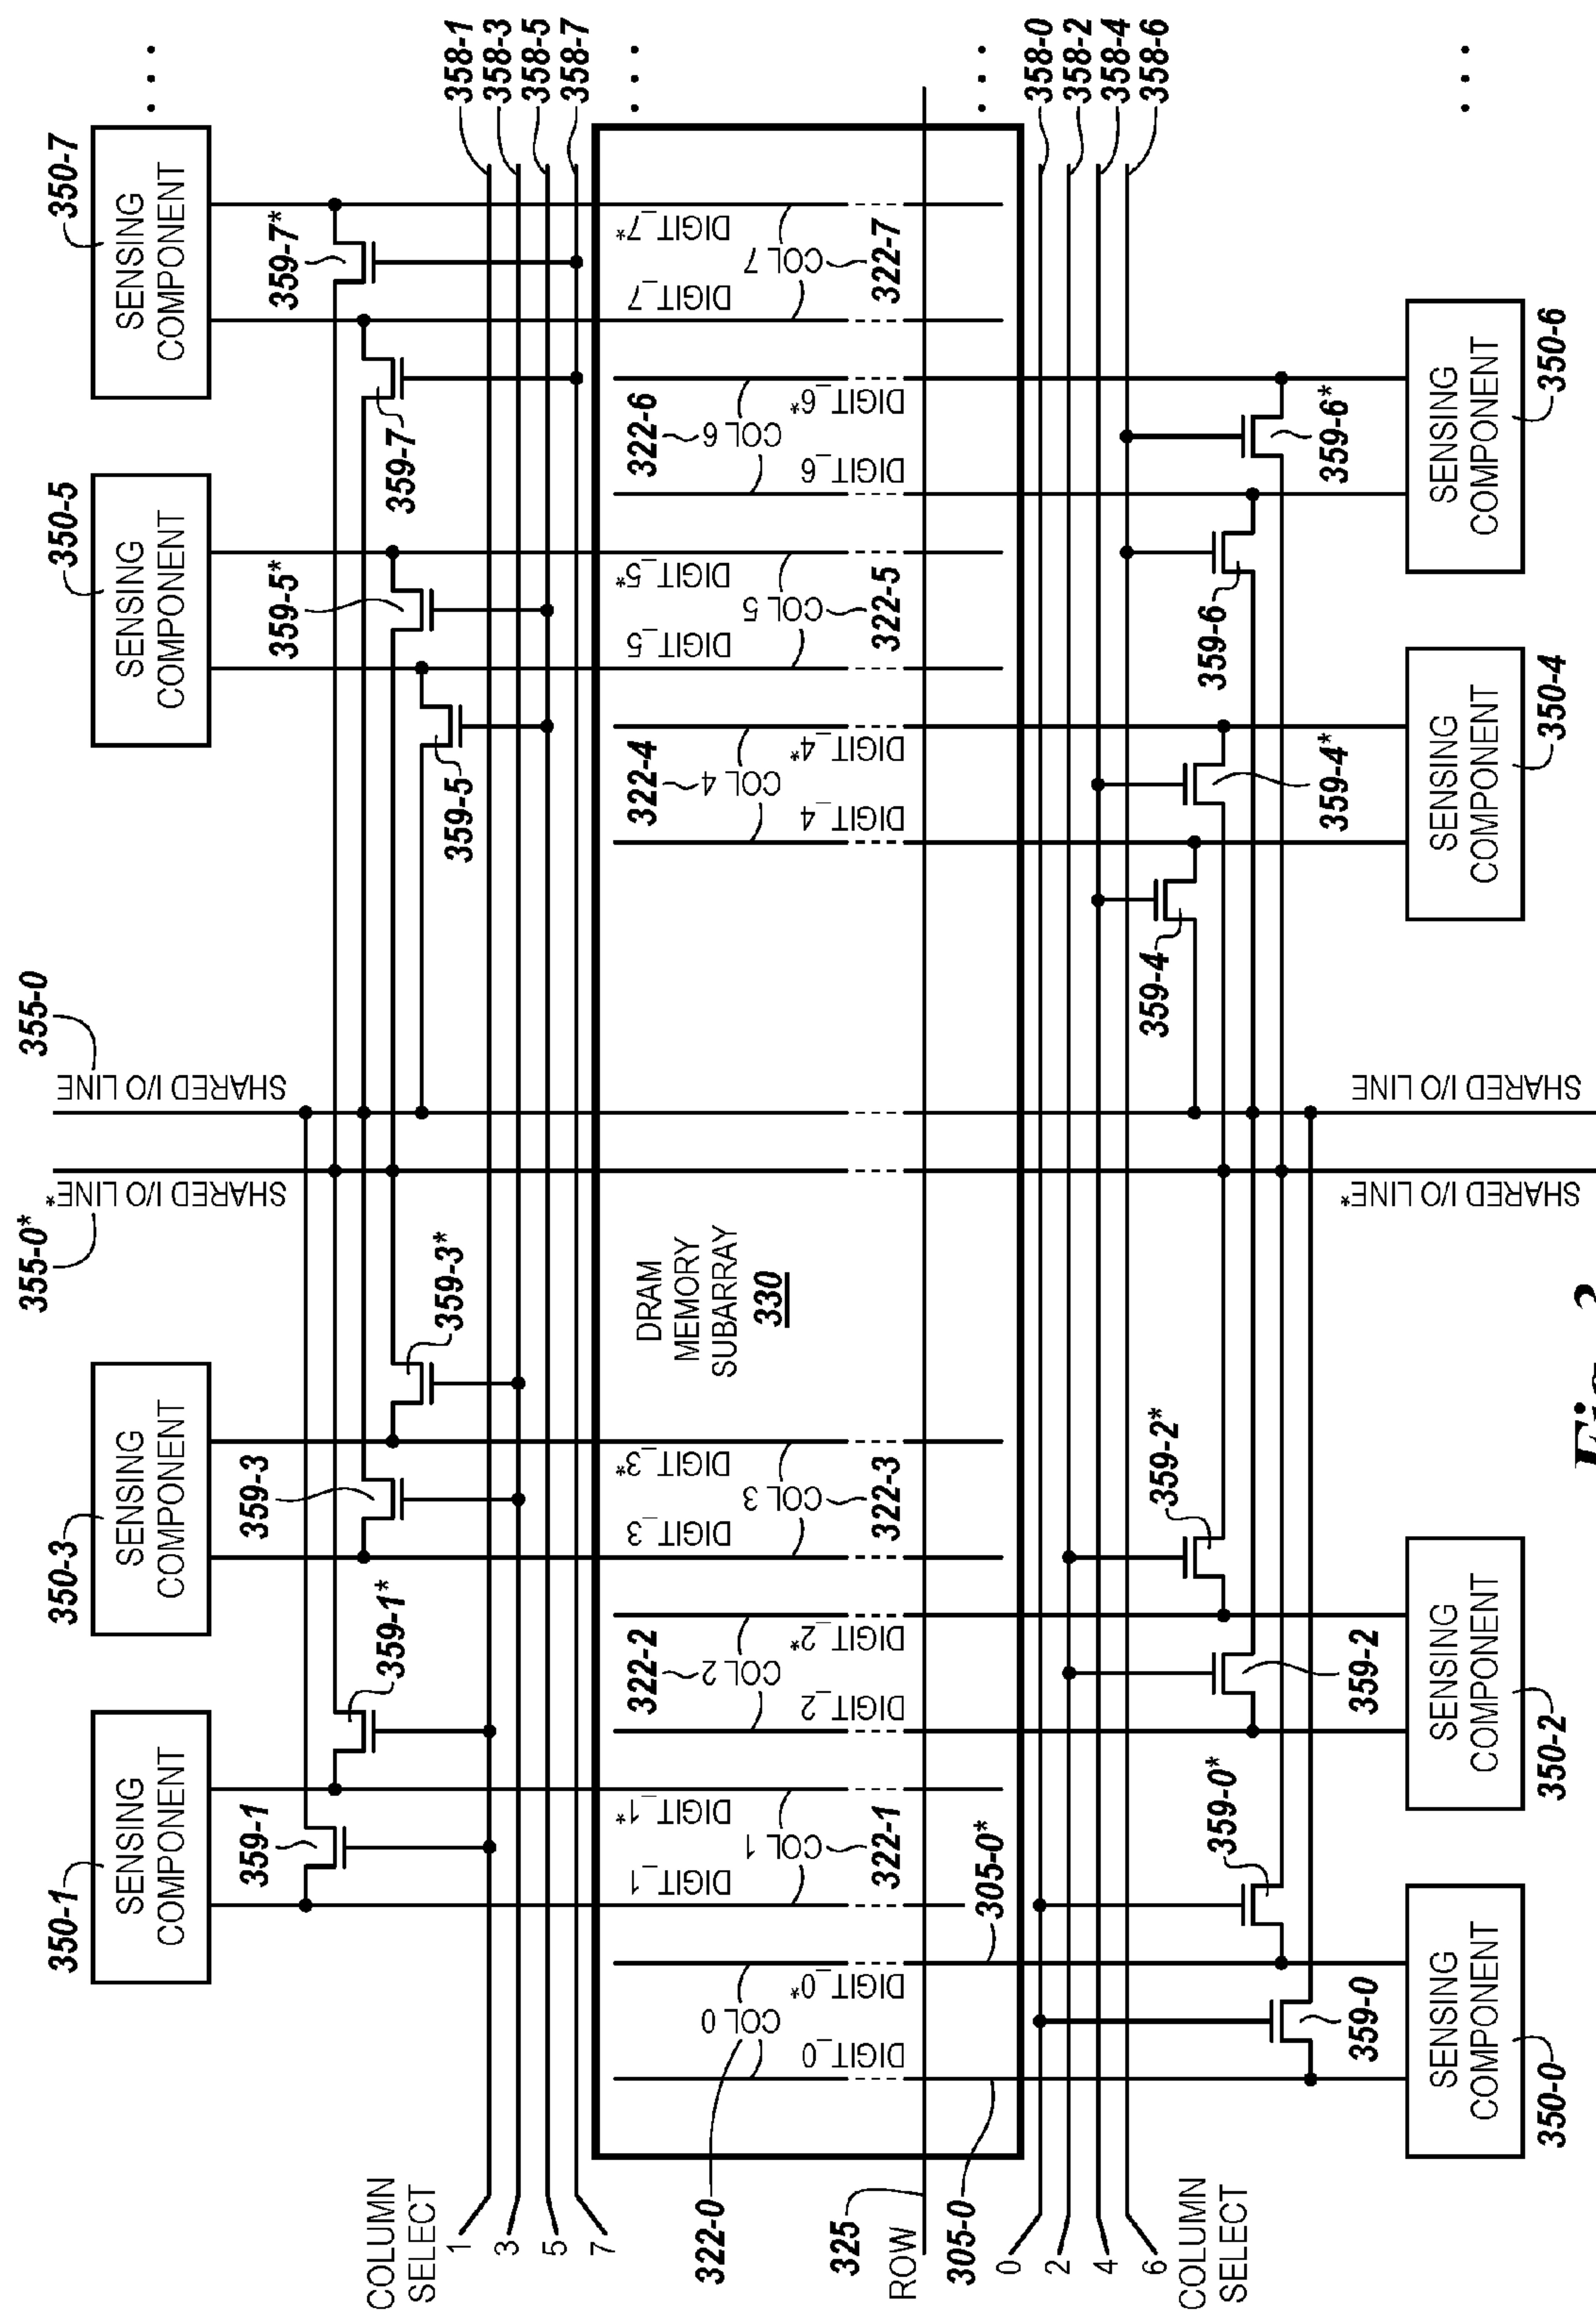 350-1
350-3
350-5
350-7
SENSING
COMPONENT
SENSING
COMPONENT
SENSING
COMPONENT
SENSING
COMPONENT
355-0*
355-0
SHARED I/O LINE*
SHARED I/O LINE
359-1
359-1*
359-3
359-3*
359-5
359-5*
359-7
359-7*
COLUMN
SELECT
1
3
5
7
358-1
358-3
358-5
358-7
DIGIT_1
DIGIT_1*
DIGIT_3
DIGIT_3*
DIGIT_5
DIGIT_5*
DIGIT_7
DIGIT_7*
322-2
322-4
322-6
DRAM
MEMORY
SUBARRAY
330
322-0
COL 0
COL 1
COL 2
COL 3
COL 4
COL 5
COL 6
COL 7
DIGIT_0
DIGIT_0*
DIGIT_2
DIGIT_2*
DIGIT_4
DIGIT_4*
DIGIT_6
DIGIT_6*
322-1
322-3
322-5
322-7
325
ROW
305-0
305-0*
0
2
4
6
358-0
358-2
358-4
358-6
COLUMN
SELECT
359-0
359-0*
359-2
359-2*
359-4
359-4*
359-6
359-6*
SHARED I/O LINE*
SHARED I/O LINE
SENSING
COMPONENT
SENSING
COMPONENT
SENSING
COMPONENT
SENSING
COMPONENT
350-0
350-2
350-4
350-6